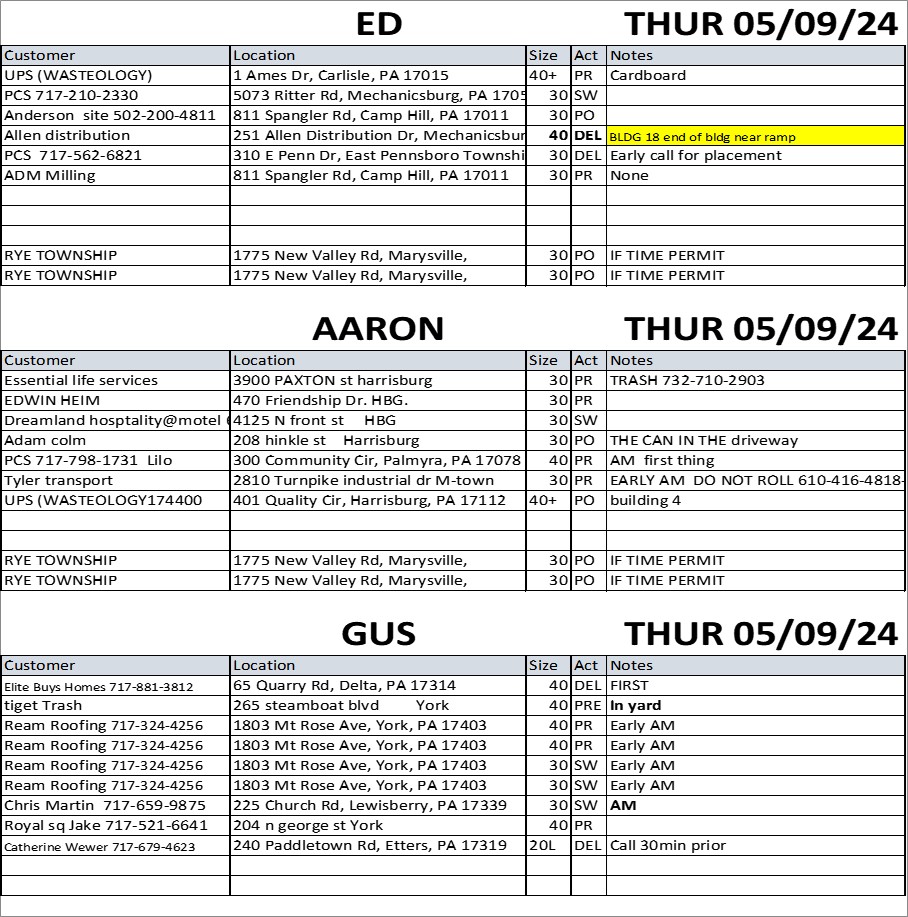 ED THUR 05/09/24
Customer Location Size Act Notes
UPS (WASTEOLOGY) 1 Ames Dr, Carlisle, PA 17015 40+ PR Cardboard
PCS 717-210-2330 5073 Ritter Rd, Mechanicsburg, PA 1705 30 SW
Anderson site 502-200-4811 811 Spangler Rd, Camp Hill, PA 17011 30 PO
Allen distribution 251 Allen Distribution Dr, Mechanicsbur 40 DEL BLDG 18 end of bldg near ramp
PCS 717-562-6821 310 E Penn Dr, East Pennsboro Townshi 30 DEL Early call for placement
ADM Milling 811 Spangler Rd, Camp Hill, PA 17011 30 PR None
RYE TOWNSHIP 1775 New Valley Rd, Marysville, 30 PO IF TIME PERMIT
RYE TOWNSHIP 1775 New Valley Rd, Marysville, 30 PO IF TIME PERMIT
AARON THUR 05/09/24
Customer Location Size Act Notes
Essential life services 3900 PAXTON st harrisburg 30 PR TRASH 732-710-2903
EDWIN HEIM 470 Friendship Dr. HBG. 30 PR
Dreamland hosptality@motel 4125 N front st HBG 30 SW
Adam colm 208 hinkle st Harrisburg 30 PO THE CAN IN THE driveway
PCS 717-798-1731 Lilo 300 Community Cir, Palmyra, PA 17078 40 PR AM first thing
Tyler transport 2810 Turnpike industrial dr M-town 30 PR EARLY AM DO NOT ROLL 610-416-4818-
UPS (WASTEOLOGY174400 401 Quality Cir, Harrisburg, PA 17112 40+ PO building 4
RYE TOWNSHIP 1775 New Valley Rd, Marysville, 30 PO IF TIME PERMIT
RYE TOWNSHIP 1775 New Valley Rd, Marysville, 30 PO IF TIME PERMIT
GUS THUR 05/09/24
Customer Location Size Act Notes
Elite Buys Homes 717-881-3812 65 Quarry Rd, Delta, PA 17314 40 DEL FIRST
tiget Trash 265 steamboat blvd York 40 PRE In yard
Ream Roofing 717-324-4256 1803 Mt Rose Ave, York, PA 17403 40 PR Early AM
Ream Roofing 717-324-4256 1803 Mt Rose Ave, York, PA 17403 40 PR Early AM
Ream Roofing 717-324-4256 1803 Mt Rose Ave, York, PA 17403 30 SW Early AM
Ream Roofing 717-324-4256 1803 Mt Rose Ave, York, PA 17403 30 SW Early AM
Chris Martin 717-659-9875 225 Church Rd, Lewisberry, PA 17339 30 SW AM
Royal sq Jake 717-521-6641 204 n george st York 40 PR
Catherine Wewer 717-679-4623 240 Paddletown Rd, Etters, PA 17319 20L DEL Call 30min prior